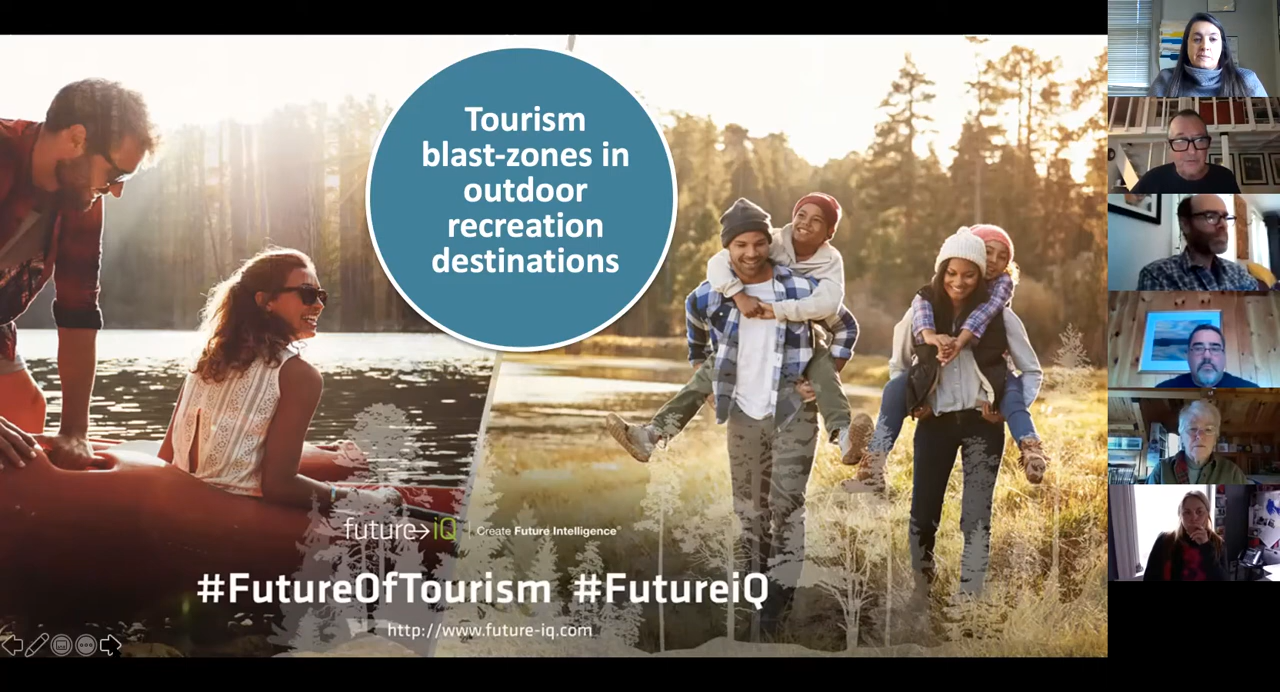 Tourism
blast-zones in
outdoor
recreation
destinations
future→iQ | Create Future Intelligence®
#FutureOfTourism #FutureiQ
http://www.future-iq.com